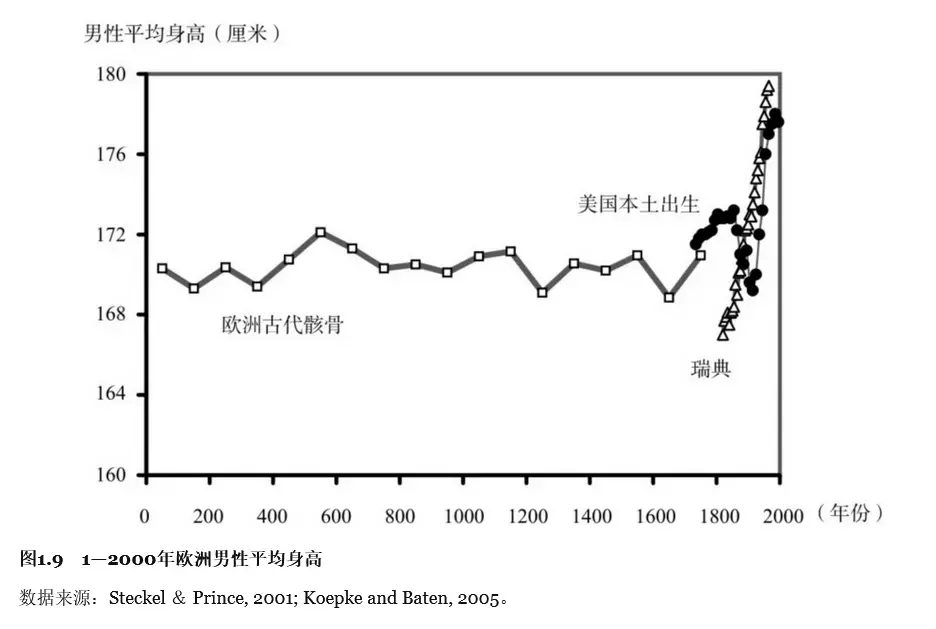 男性平均身高（厘米）
180
176
172
168
164
160
美国本土出生
欧洲古代骸骨
瑞典
0 200 400 600 800 1000 1200 1400 1600 1800 2000 （年份）
图1.9 1—2000年欧洲男性平均身高
数据来源：Steckel & Prince, 2001; Koepke and Baten, 2005。